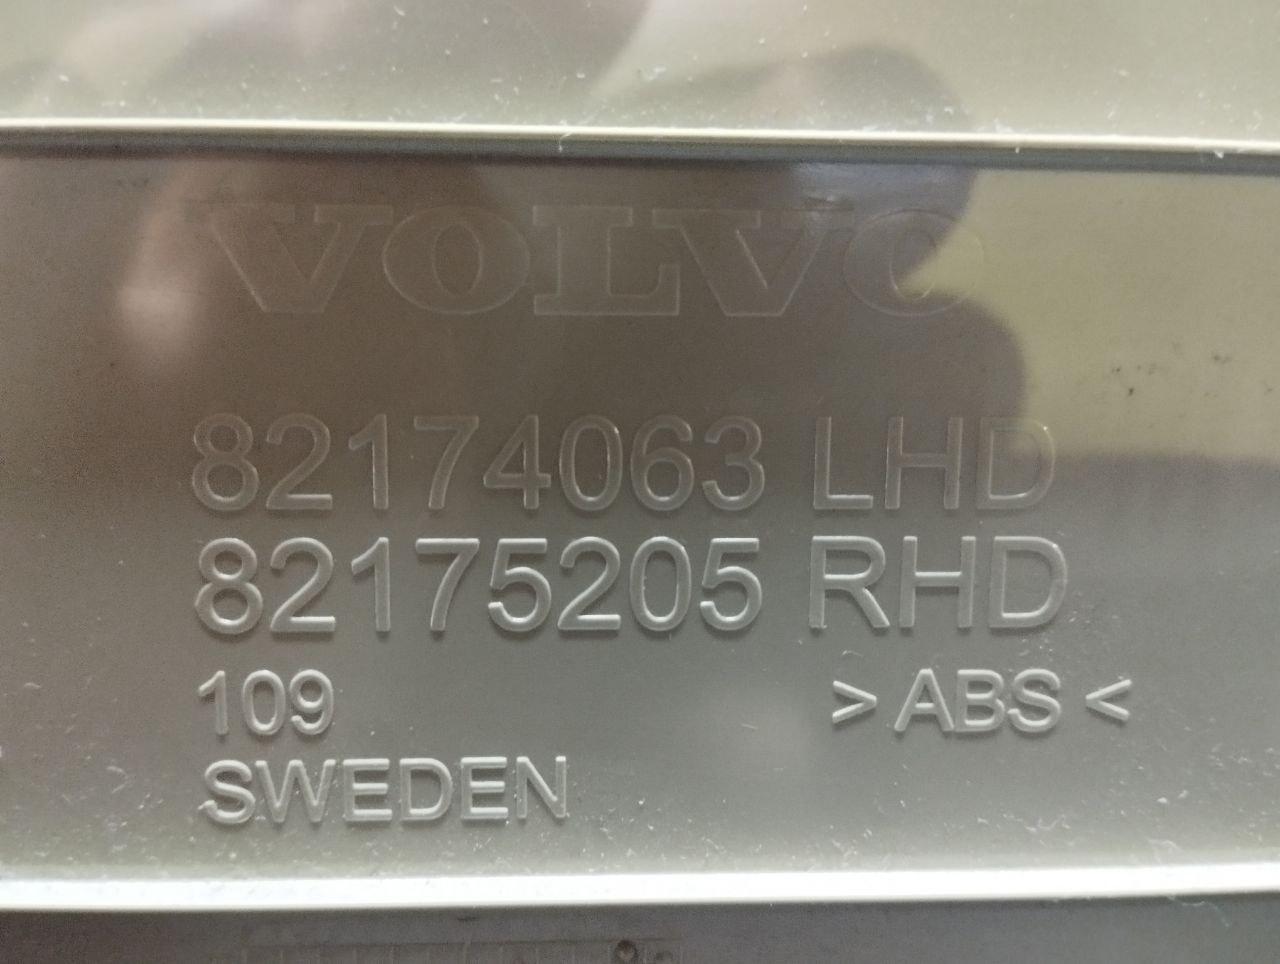 VOLVO
82174063 LHD
82175205 RHD
109 >ABS<
SWEDEN